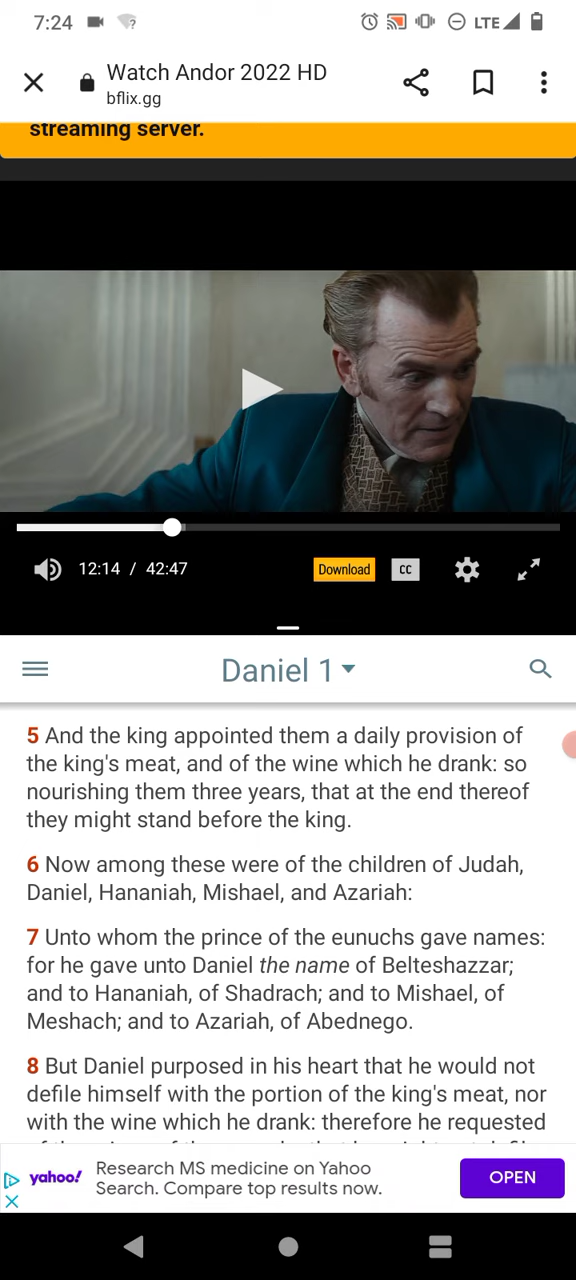 7:24
LTE
Watch Andor 2022 HD
bflix.gg
streaming server.
12:14 / 42:47
Download
CC
Daniel 1
5 And the king appointed them a daily provision of
the king's meat, and of the wine which he drank: so
nourishing them three years, that at the end thereof
they might stand before the king.
6 Now among these were of the children of Judah,
Daniel, Hananiah, Mishael, and Azariah:
7 Unto whom the prince of the eunuchs gave names:
for he gave unto Daniel the name of Belteshazzar;
and to Hananiah, of Shadrach; and to Mishael, of
Meshach; and to Azariah, of Abednego.
8 But Daniel purposed in his heart that he would not
defile himself with the portion of the king's meat, nor
with the wine which he drank: therefore he requested
yahoo!
Research MS medicine on Yahoo
Search. Compare top results now.
OPEN